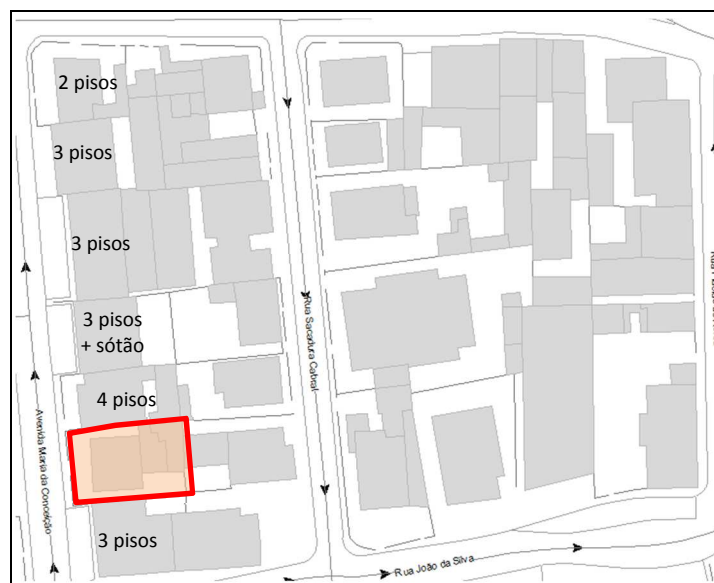 2 pisos
3 pisos
3 pisos
3 pisos
+ sótão
4 pisos
3 pisos
Avenida Maria da Conceição
Rua Sacadura Cabral
Rua João da Silva